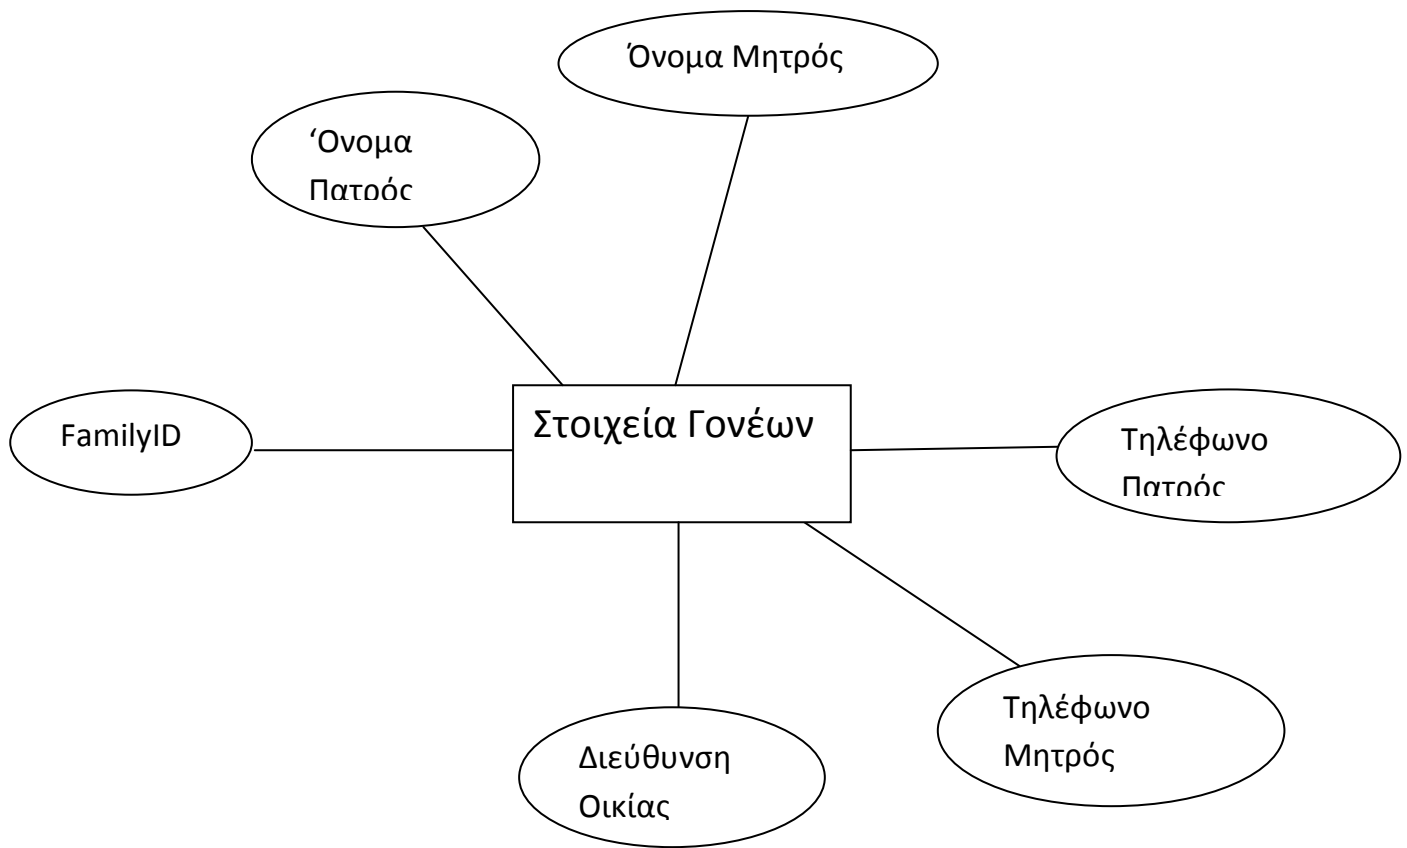 Όνομα Μητρός
‘Ονομα
Πατρός
Στοιχεία Γονέων
FamilyID
Τηλέφωνο
Πατρός
Τηλέφωνο
Μητρός
Διεύθυνση
Οικίας